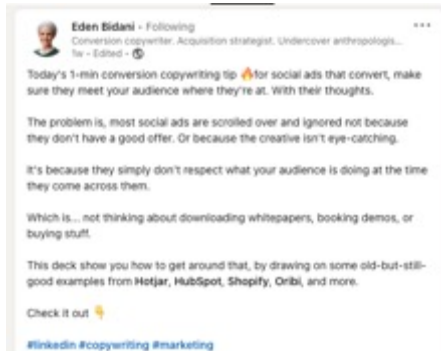 Eden Bidani • Following
Conversion copywriter. Acquisition strategist. Undercover anthropologis...
1w • Edited •
Today's 1-min conversion copywriting tip 🔥for social ads that convert, make
sure they meet your audience where they're at. With their thoughts.
The problem is, most social ads are scrolled over and ignored not because
they don't have a good offer. Or because the creative isn't eye-catching.
It's because they simply don't respect what your audience is doing at the time
they come across them.
Which is... not thinking about downloading whitepapers, booking demos, or
buying stuff.
This deck show you how to get around that, by drawing on some old-but-still-
good examples from Hotjar, HubSpot, Shopify, Oribi, and more.
Check it out 👇
#linkedin #copywriting #marketing